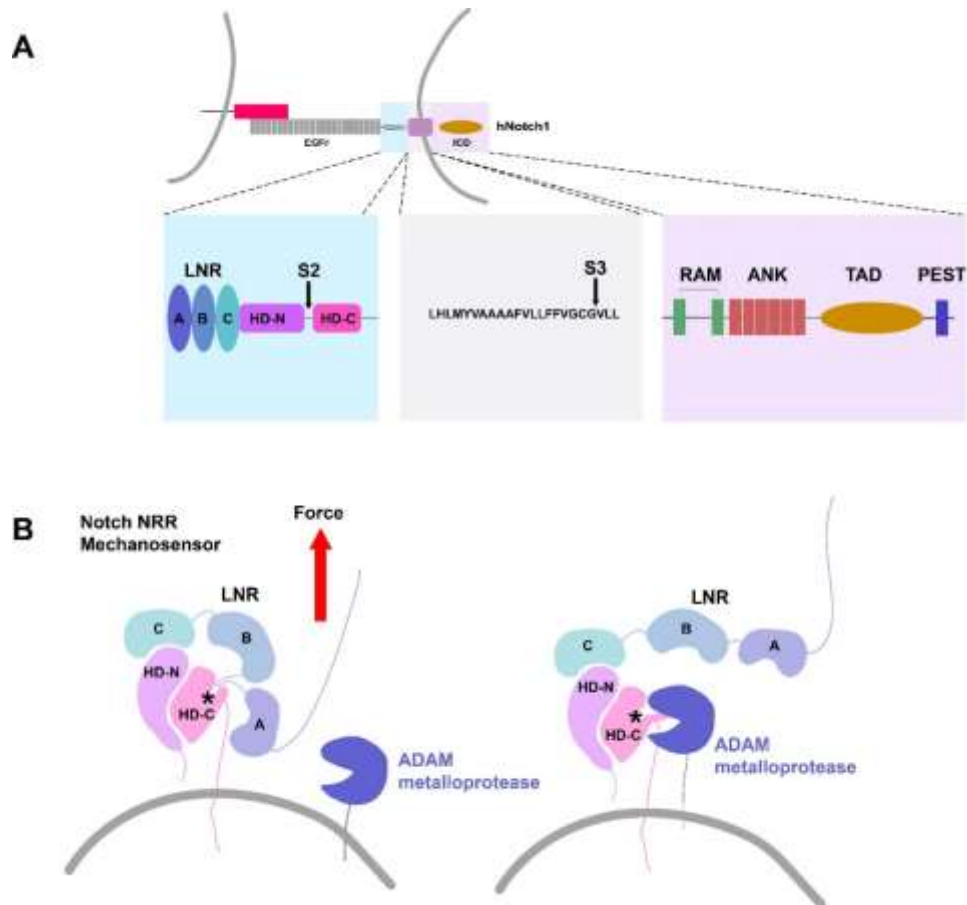 A
hNotch1
EGFr
ICD
LNR
S2
A B C HD-N HD-C
S3
LHLMYVAAAAFVLLFFVGCGVLL
RAM ANK TAD PEST
B
Notch NRR
Mechanosensor
Force
LNR
C
B
HD-N
*
HD-C
A
ADAM
metalloprotease
LNR
C
B
A
HD-N
*
HD-C
ADAM
metalloprotease